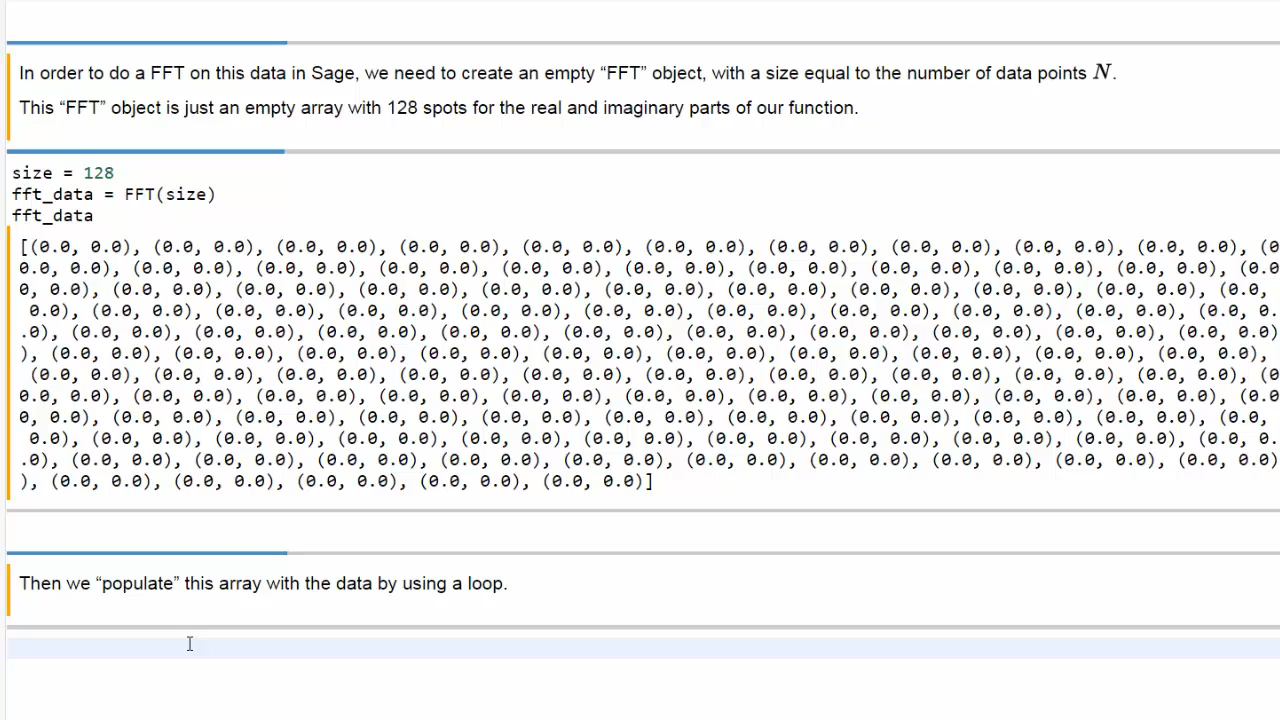 In order to do a FFT on this data in Sage, we need to create an empty “FFT” object, with a size equal to the number of data points N.
This “FFT” object is just an empty array with 128 spots for the real and imaginary parts of our function.
size = 128
fft_data = FFT(size)
fft_data
[(0.0, 0.0), (0.0, 0.0), (0.0, 0.0), (0.0, 0.0), (0.0, 0.0), (0.0, 0.0), (0.0, 0.0), (0.0, 0.0), (0.0, 0.0), (0.0, 0.0), (0
0.0, 0.0), (0.0, 0.0), (0.0, 0.0), (0.0, 0.0), (0.0, 0.0), (0.0, 0.0), (0.0, 0.0), (0.0, 0.0), (0.0, 0.0), (0.0, 0.0), (0.0
0, 0.0), (0.0, 0.0), (0.0, 0.0), (0.0, 0.0), (0.0, 0.0), (0.0, 0.0), (0.0, 0.0), (0.0, 0.0), (0.0, 0.0), (0.0, 0.0), (0.0,
0.0), (0.0, 0.0), (0.0, 0.0), (0.0, 0.0), (0.0, 0.0), (0.0, 0.0), (0.0, 0.0), (0.0, 0.0), (0.0, 0.0), (0.0, 0.0), (0.0, 0.
.0), (0.0, 0.0), (0.0, 0.0), (0.0, 0.0), (0.0, 0.0), (0.0, 0.0), (0.0, 0.0), (0.0, 0.0), (0.0, 0.0), (0.0, 0.0), (0.0, 0.0)
), (0.0, 0.0), (0.0, 0.0), (0.0, 0.0), (0.0, 0.0), (0.0, 0.0), (0.0, 0.0), (0.0, 0.0), (0.0, 0.0), (0.0, 0.0), (0.0, 0.0),
(0.0, 0.0), (0.0, 0.0), (0.0, 0.0), (0.0, 0.0), (0.0, 0.0), (0.0, 0.0), (0.0, 0.0), (0.0, 0.0), (0.0, 0.0), (0.0, 0.0), (0
0.0, 0.0), (0.0, 0.0), (0.0, 0.0), (0.0, 0.0), (0.0, 0.0), (0.0, 0.0), (0.0, 0.0), (0.0, 0.0), (0.0, 0.0), (0.0, 0.0), (0.0
0, 0.0), (0.0, 0.0), (0.0, 0.0), (0.0, 0.0), (0.0, 0.0), (0.0, 0.0), (0.0, 0.0), (0.0, 0.0), (0.0, 0.0), (0.0, 0.0), (0.0,
0.0), (0.0, 0.0), (0.0, 0.0), (0.0, 0.0), (0.0, 0.0), (0.0, 0.0), (0.0, 0.0), (0.0, 0.0), (0.0, 0.0), (0.0, 0.0), (0.0, 0.
.0), (0.0, 0.0), (0.0, 0.0), (0.0, 0.0), (0.0, 0.0), (0.0, 0.0), (0.0, 0.0), (0.0, 0.0), (0.0, 0.0), (0.0, 0.0), (0.0, 0.0)
), (0.0, 0.0), (0.0, 0.0), (0.0, 0.0), (0.0, 0.0), (0.0, 0.0)]
Then we “populate” this array with the data by using a loop.